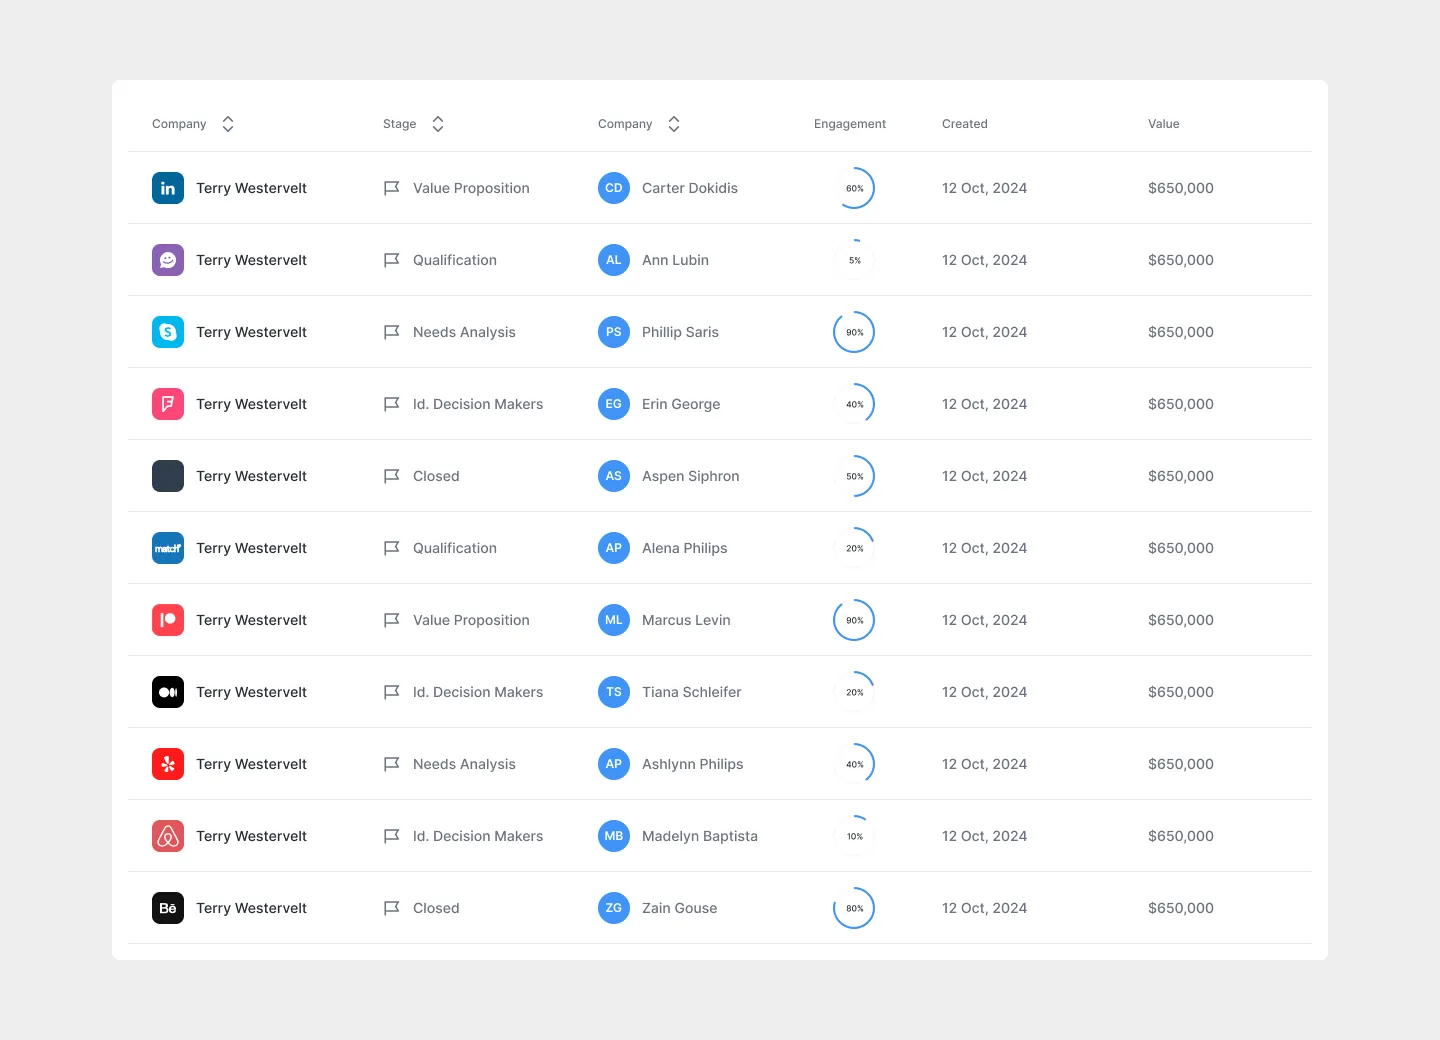 Company Stage Company Engagement Created Value
in Terry Westervelt Value Proposition CD Carter Dokidis 60% 12 Oct, 2024 $650,000
Terry Westervelt Qualification AL Ann Lubin 5% 12 Oct, 2024 $650,000
S Terry Westervelt Needs Analysis PS Phillip Saris 90% 12 Oct, 2024 $650,000
Terry Westervelt Id. Decision Makers EG Erin George 40% 12 Oct, 2024 $650,000
Terry Westervelt Closed AS Aspen Siphron 50% 12 Oct, 2024 $650,000
match Terry Westervelt Qualification AP Alena Philips 20% 12 Oct, 2024 $650,000
Terry Westervelt Value Proposition ML Marcus Levin 90% 12 Oct, 2024 $650,000
Terry Westervelt Id. Decision Makers TS Tiana Schleifer 20% 12 Oct, 2024 $650,000
Terry Westervelt Needs Analysis AP Ashlynn Philips 40% 12 Oct, 2024 $650,000
Terry Westervelt Id. Decision Makers MB Madelyn Baptista 10% 12 Oct, 2024 $650,000
Bē Terry Westervelt Closed ZG Zain Gouse 80% 12 Oct, 2024 $650,000